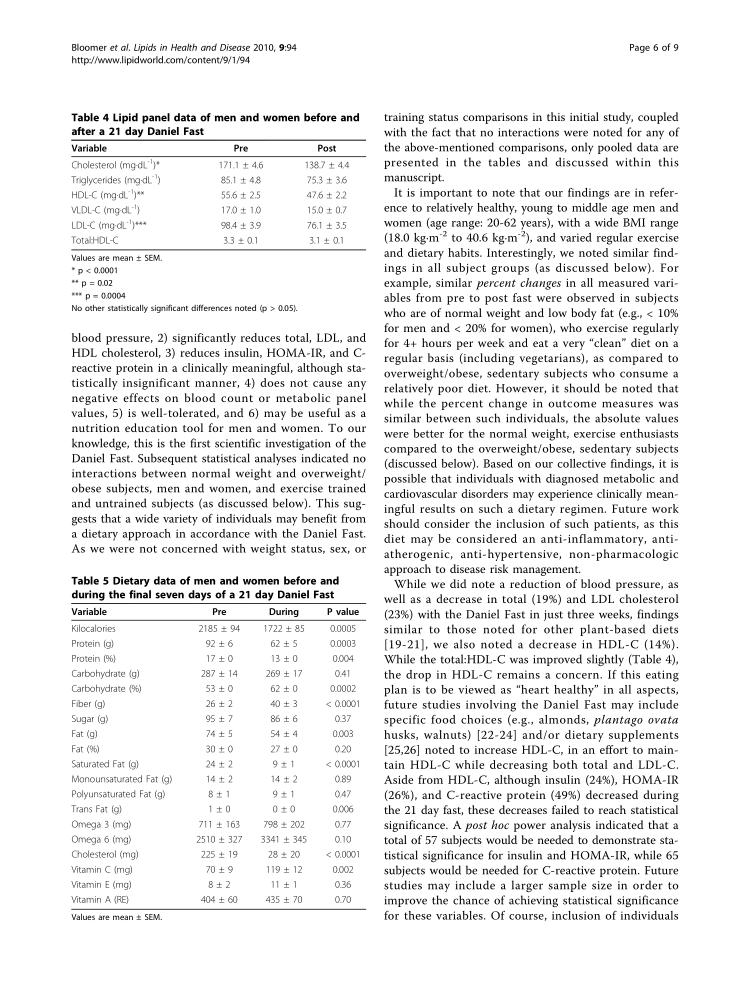 Bloomer et al. Lipids in Health and Disease 2010, 9:94
http://www.lipidworld.com/content/9/1/94
Page 6 of 9
Table 4 Lipid panel data of men and women before and
after a 21 day Daniel Fast
Variable Pre Post
Cholesterol (mg·dL⁻¹)* 171.1 ± 4.6 138.7 ± 4.4
Triglycerides (mg·dL⁻¹) 85.1 ± 4.8 75.3 ± 3.6
HDL-C (mg·dL⁻¹)** 55.6 ± 2.5 47.6 ± 2.2
VLDL-C (mg·dL⁻¹) 17.0 ± 1.0 15.0 ± 0.7
LDL-C (mg·dL⁻¹)*** 98.4 ± 3.9 76.1 ± 3.5
Total:HDL-C 3.3 ± 0.1 3.1 ± 0.1
Values are mean ± SEM.
* p < 0.0001
** p = 0.02
*** p = 0.0004
No other statistically significant differences noted (p > 0.05).
blood pressure, 2) significantly reduces total, LDL, and
HDL cholesterol, 3) reduces insulin, HOMA-IR, and C-
reactive protein in a clinically meaningful, although sta-
tistically insignificant manner, 4) does not cause any
negative effects on blood count or metabolic panel
values, 5) is well-tolerated, and 6) may be useful as a
nutrition education tool for men and women. To our
knowledge, this is the first scientific investigation of the
Daniel Fast. Subsequent statistical analyses indicated no
interactions between normal weight and overweight/
obese subjects, men and women, and exercise trained
and untrained subjects (as discussed below). This sug-
gests that a wide variety of individuals may benefit from
a dietary approach in accordance with the Daniel Fast.
As we were not concerned with weight status, sex, or
Table 5 Dietary data of men and women before and
during the final seven days of a 21 day Daniel Fast
Variable Pre During P value
Kilocalories 2185 ± 94 1722 ± 85 0.0005
Protein (g) 92 ± 6 62 ± 5 0.0003
Protein (%) 17 ± 0 13 ± 0 0.004
Carbohydrate (g) 287 ± 14 269 ± 17 0.41
Carbohydrate (%) 53 ± 0 62 ± 0 0.0002
Fiber (g) 26 ± 2 40 ± 3 < 0.0001
Sugar (g) 95 ± 7 86 ± 6 0.37
Fat (g) 74 ± 5 54 ± 4 0.003
Fat (%) 30 ± 0 27 ± 0 0.20
Saturated Fat (g) 24 ± 2 9 ± 1 < 0.0001
Monounsaturated Fat (g) 14 ± 2 14 ± 2 0.89
Polyunsaturated Fat (g) 8 ± 1 9 ± 1 0.47
Trans Fat (g) 1 ± 0 0 ± 0 0.006
Omega 3 (mg) 711 ± 163 798 ± 202 0.77
Omega 6 (mg) 2510 ± 327 3341 ± 345 0.10
Cholesterol (mg) 225 ± 19 28 ± 20 < 0.0001
Vitamin C (mg) 70 ± 9 119 ± 12 0.002
Vitamin E (mg) 8 ± 2 11 ± 1 0.36
Vitamin A (RE) 404 ± 60 435 ± 70 0.70
Values are mean ± SEM.
training status comparisons in this initial study, coupled
with the fact that no interactions were noted for any of
the above-mentioned comparisons, only pooled data are
presented in the tables and discussed within this
manuscript.
It is important to note that our findings are in refer-
ence to relatively healthy, young to middle age men and
women (age range: 20-62 years), with a wide BMI range
(18.0 kg·m⁻² to 40.6 kg·m⁻²), and varied regular exercise
and dietary habits. Interestingly, we noted similar find-
ings in all subject groups (as discussed below). For
example, similar percent changes in all measured vari-
ables from pre to post fast were observed in subjects
who are of normal weight and low body fat (e.g., < 10%
for men and < 20% for women), who exercise regularly
for 4+ hours per week and eat a very “clean” diet on a
regular basis (including vegetarians), as compared to
overweight/obese, sedentary subjects who consume a
relatively poor diet. However, it should be noted that
while the percent change in outcome measures was
similar between such individuals, the absolute values
were better for the normal weight, exercise enthusiasts
compared to the overweight/obese, sedentary subjects
(discussed below). Based on our collective findings, it is
possible that individuals with diagnosed metabolic and
cardiovascular disorders may experience clinically mean-
ingful results on such a dietary regimen. Future work
should consider the inclusion of such patients, as this
diet may be considered an anti-inflammatory, anti-
atherogenic, anti-hypertensive, non-pharmacologic
approach to disease risk management.
While we did note a reduction of blood pressure, as
well as a decrease in total (19%) and LDL cholesterol
(23%) with the Daniel Fast in just three weeks, findings
similar to those noted for other plant-based diets
[19-21], we also noted a decrease in HDL-C (14%).
While the total:HDL-C was improved slightly (Table 4),
the drop in HDL-C remains a concern. If this eating
plan is to be viewed as “heart healthy” in all aspects,
future studies involving the Daniel Fast may include
specific food choices (e.g., almonds, plantago ovata
husks, walnuts) [22-24] and/or dietary supplements
[25,26] noted to increase HDL-C, in an effort to main-
tain HDL-C while decreasing both total and LDL-C.
Aside from HDL-C, although insulin (24%), HOMA-IR
(26%), and C-reactive protein (49%) decreased during
the 21 day fast, these decreases failed to reach statistical
significance. A post hoc power analysis indicated that a
total of 57 subjects would be needed to demonstrate sta-
tistical significance for insulin and HOMA-IR, while 65
subjects would be needed for C-reactive protein. Future
studies may include a larger sample size in order to
improve the chance of achieving statistical significance
for these variables. Of course, inclusion of individuals